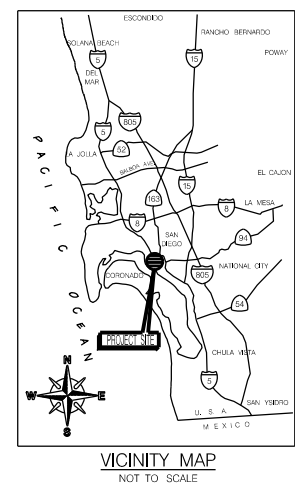 ESCONDIDO
RANCHO BERNARDO
SOLANA BEACH
5
15
POWAY
DEL
MAR
805
5
52
LA JOLLA
BALBOA AVE
163
15
EL CAJON
LA MESA
8
8
SAN
DIEGO
94
CORONADO
NATIONAL CITY
805
54
PACIFIC OCEAN
PROJECT SITE
CHULA VISTA
5
N
W E
S
SAN YSIDRO
U. S. A.
MEXICO
VICINITY MAP
NOT TO SCALE